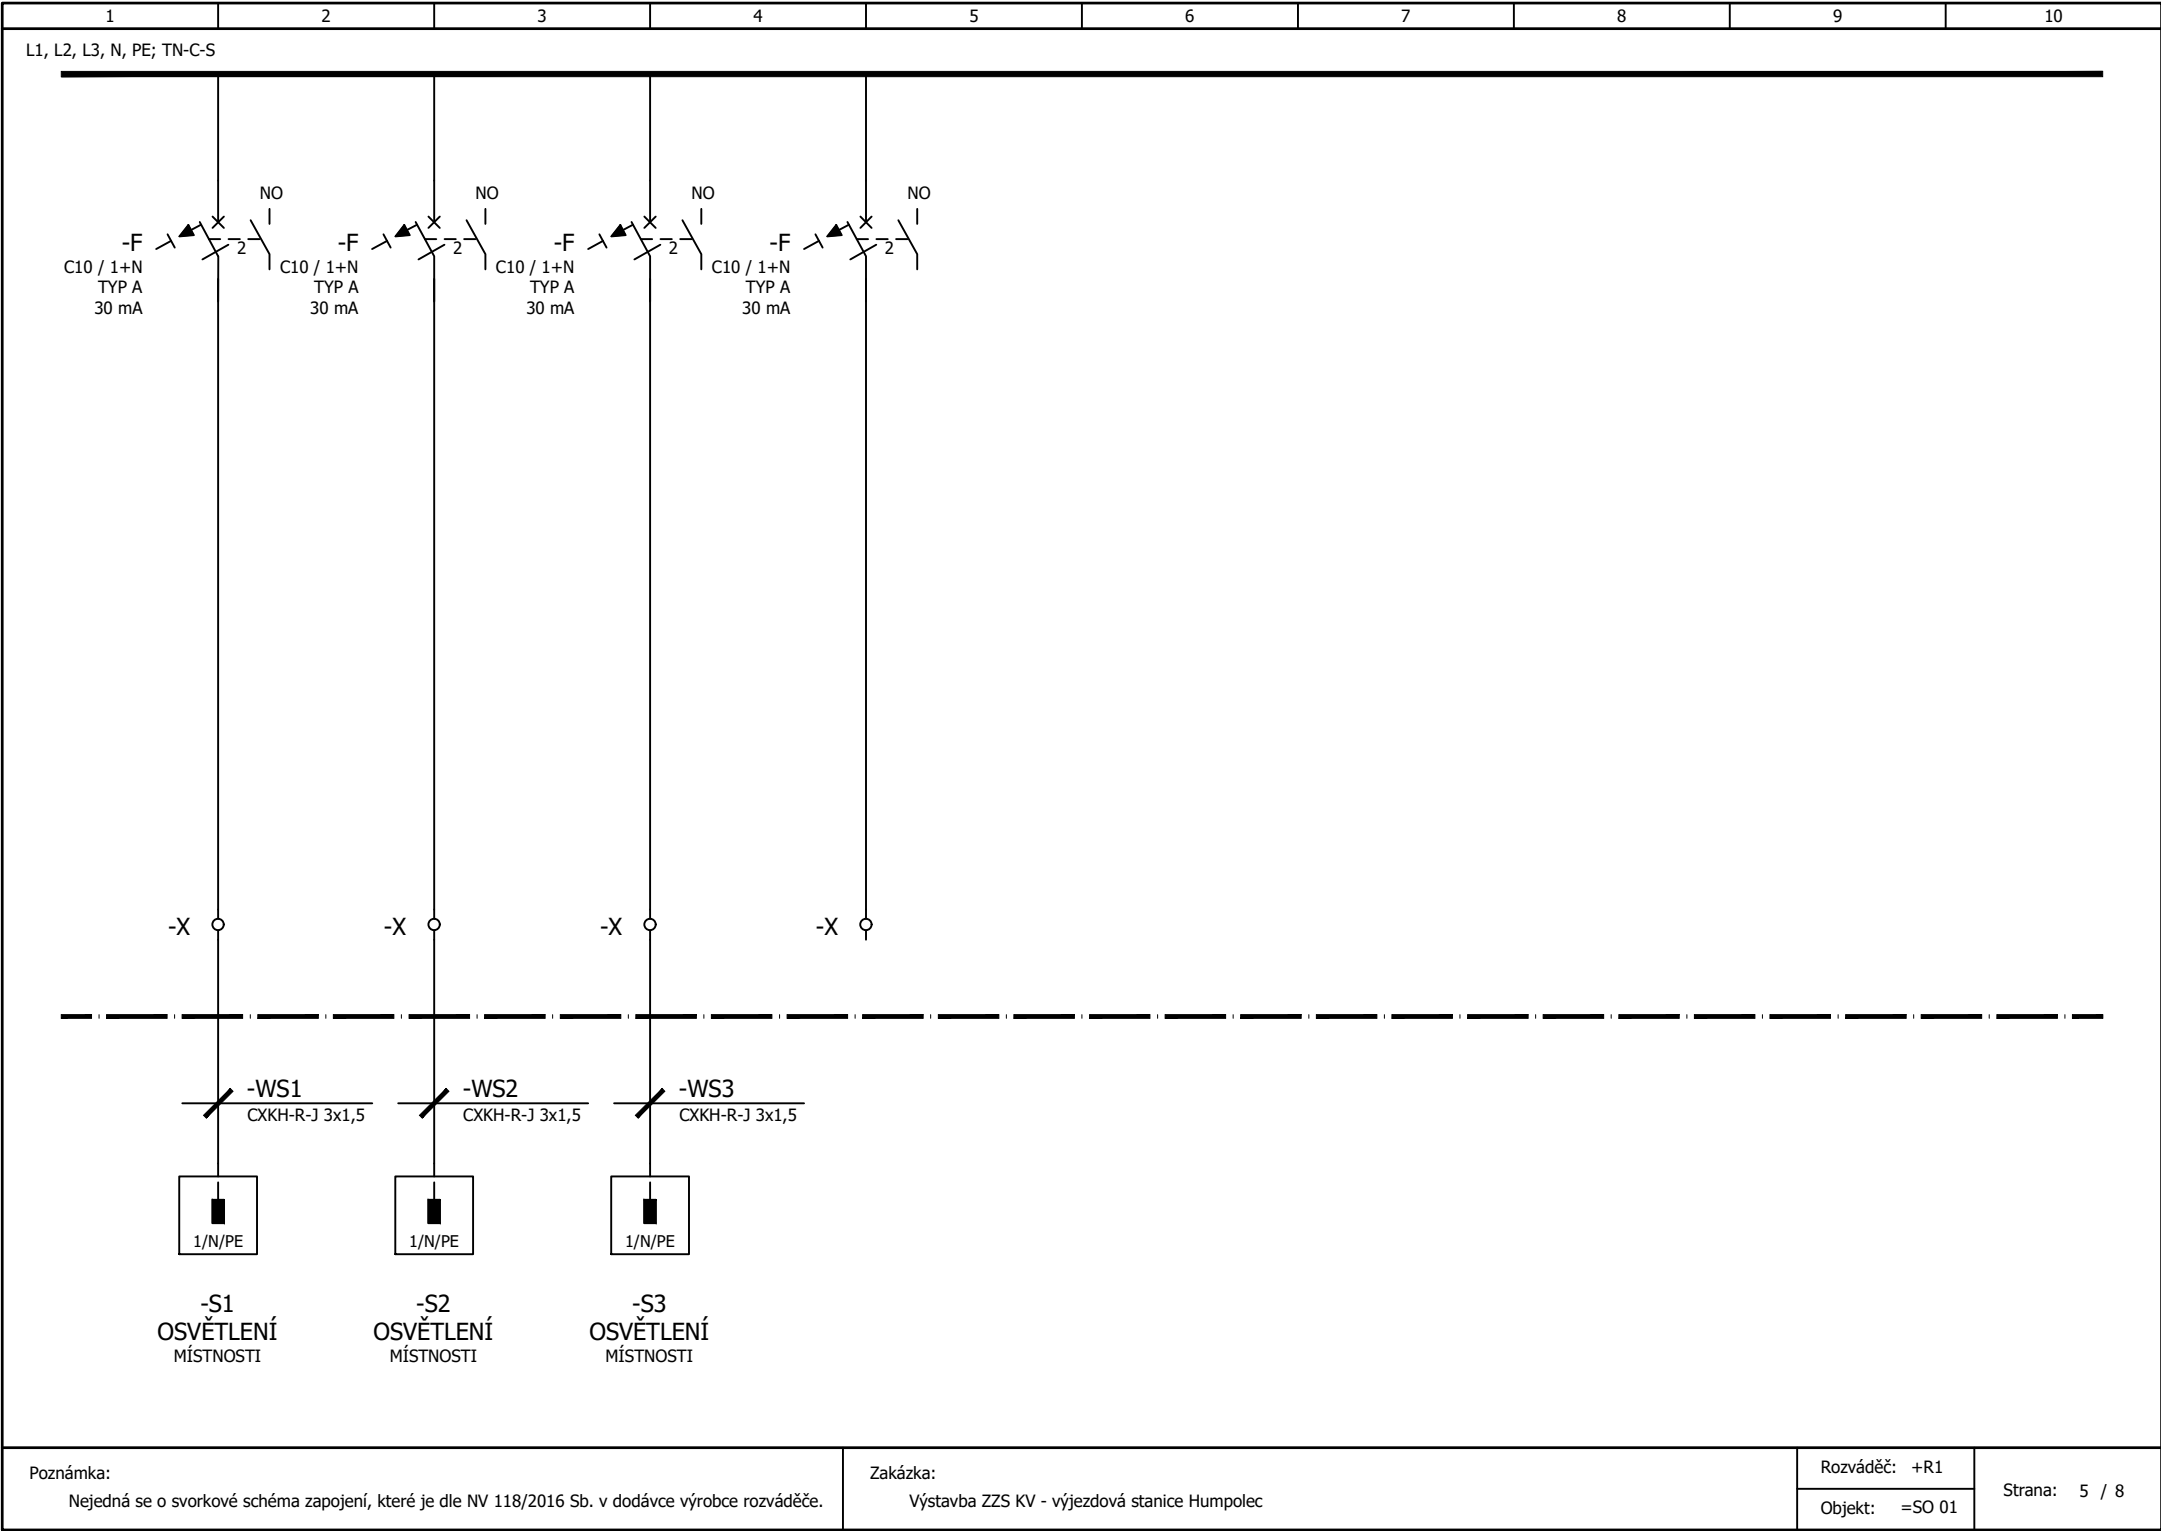 1 2 3 4 5 6 7 8 9 10
L1, L2, L3, N, PE; TN-C-S
NO NO NO NO
-F 2 -F 2 -F 2 -F 2
C10 / 1+N C10 / 1+N C10 / 1+N C10 / 1+N
TYP A TYP A TYP A TYP A
30 mA 30 mA 30 mA 30 mA
-X -X -X -X
-WS1 -WS2 -WS3
CXKH-R-J 3x1,5 CXKH-R-J 3x1,5 CXKH-R-J 3x1,5
1/N/PE 1/N/PE 1/N/PE
-S1 -S2 -S3
OSVĚTLENÍ OSVĚTLENÍ OSVĚTLENÍ
MÍSTNOSTI MÍSTNOSTI MÍSTNOSTI
Poznámka:
Nejedná se o svorkové schéma zapojení, které je dle NV 118/2016 Sb. v dodávce výrobce rozváděče.
Zakázka:
Výstavba ZZS KV - výjezdová stanice Humpolec
Rozváděč: +R1
Objekt: =SO 01
Strana: 5 / 8